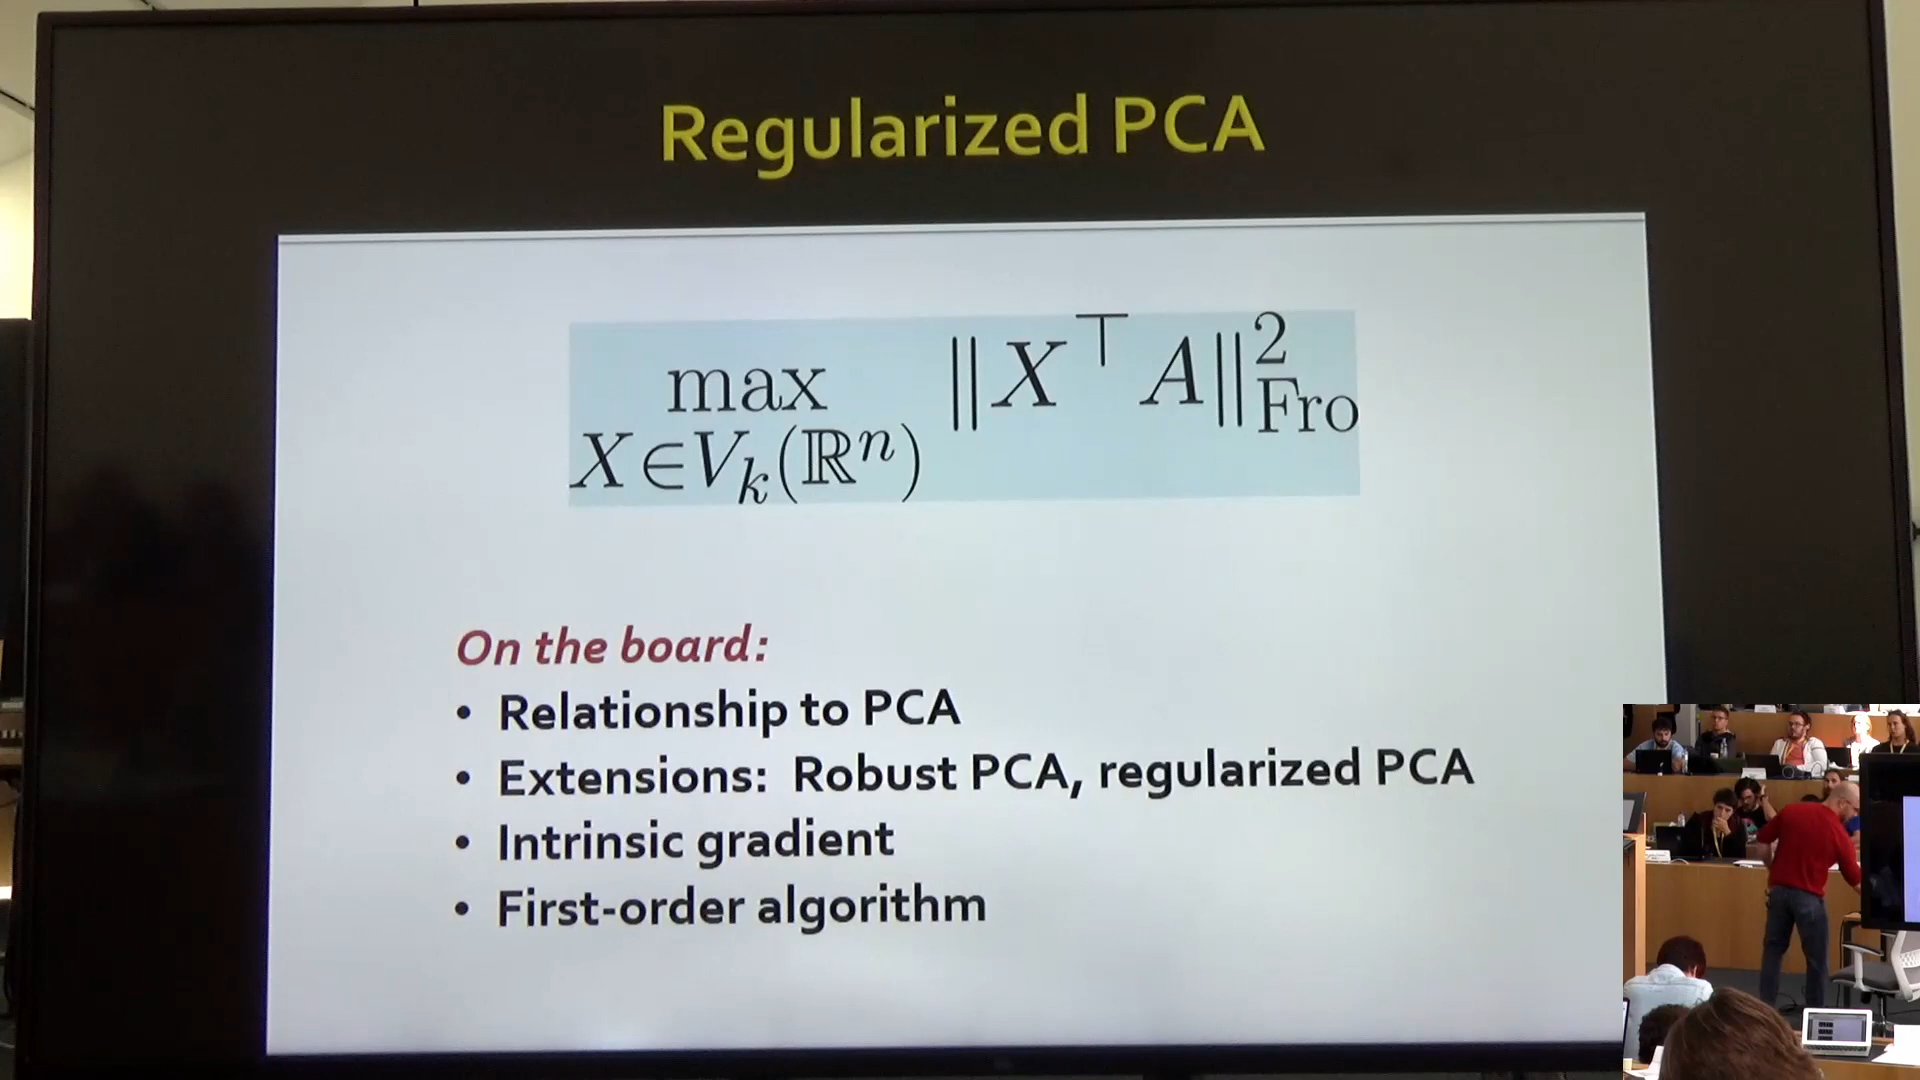 Regularized PCA
max ‖X⊤A‖²Fro
X∈Vk(ℝⁿ)
On the board:
• Relationship to PCA
• Extensions: Robust PCA, regularized PCA
• Intrinsic gradient
• First-order algorithm